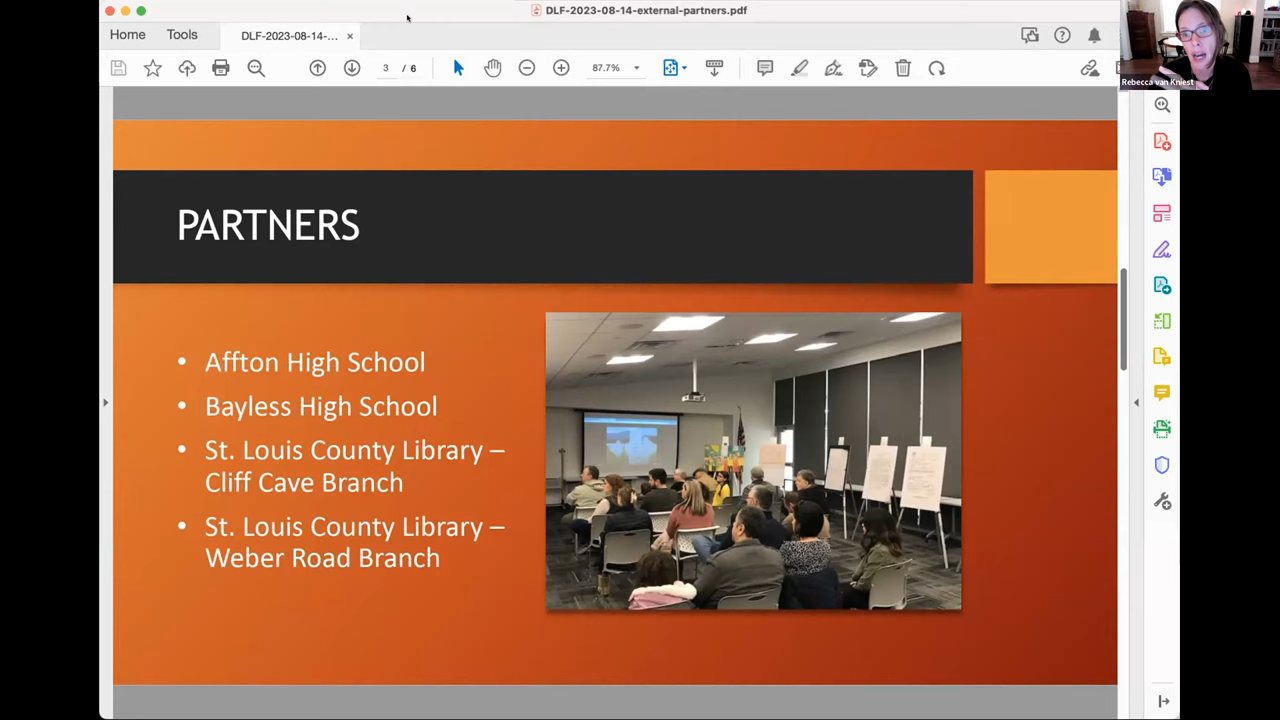 DLF-2023-08-14-external-partners.pdf
Home
Tools
DLF-2023-08-14-...
3 / 6
87.7%
Rebecca van Kniest
PARTNERS
• Affton High School
• Bayless High School
• St. Louis County Library –
Cliff Cave Branch
• St. Louis County Library –
Weber Road Branch